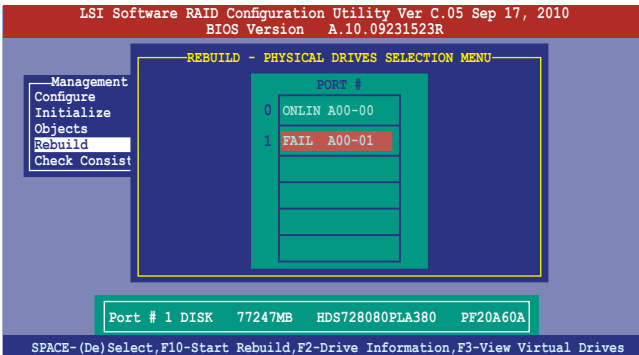 LSI Software RAID Configuration Utility Ver C.05 Sep 17, 2010
BIOS Version A.10.09231523R
REBUILD - PHYSICAL DRIVES SELECTION MENU
Management
Configure
Initialize
Objects
Rebuild
Check Consist
PORT #
0 ONLIN A00-00
1 FAIL A00-01
Port # 1 DISK 77247MB HDS728080PLA380 PF20A60A
SPACE-(De)Select,F10-Start Rebuild,F2-Drive Information,F3-View Virtual Drives